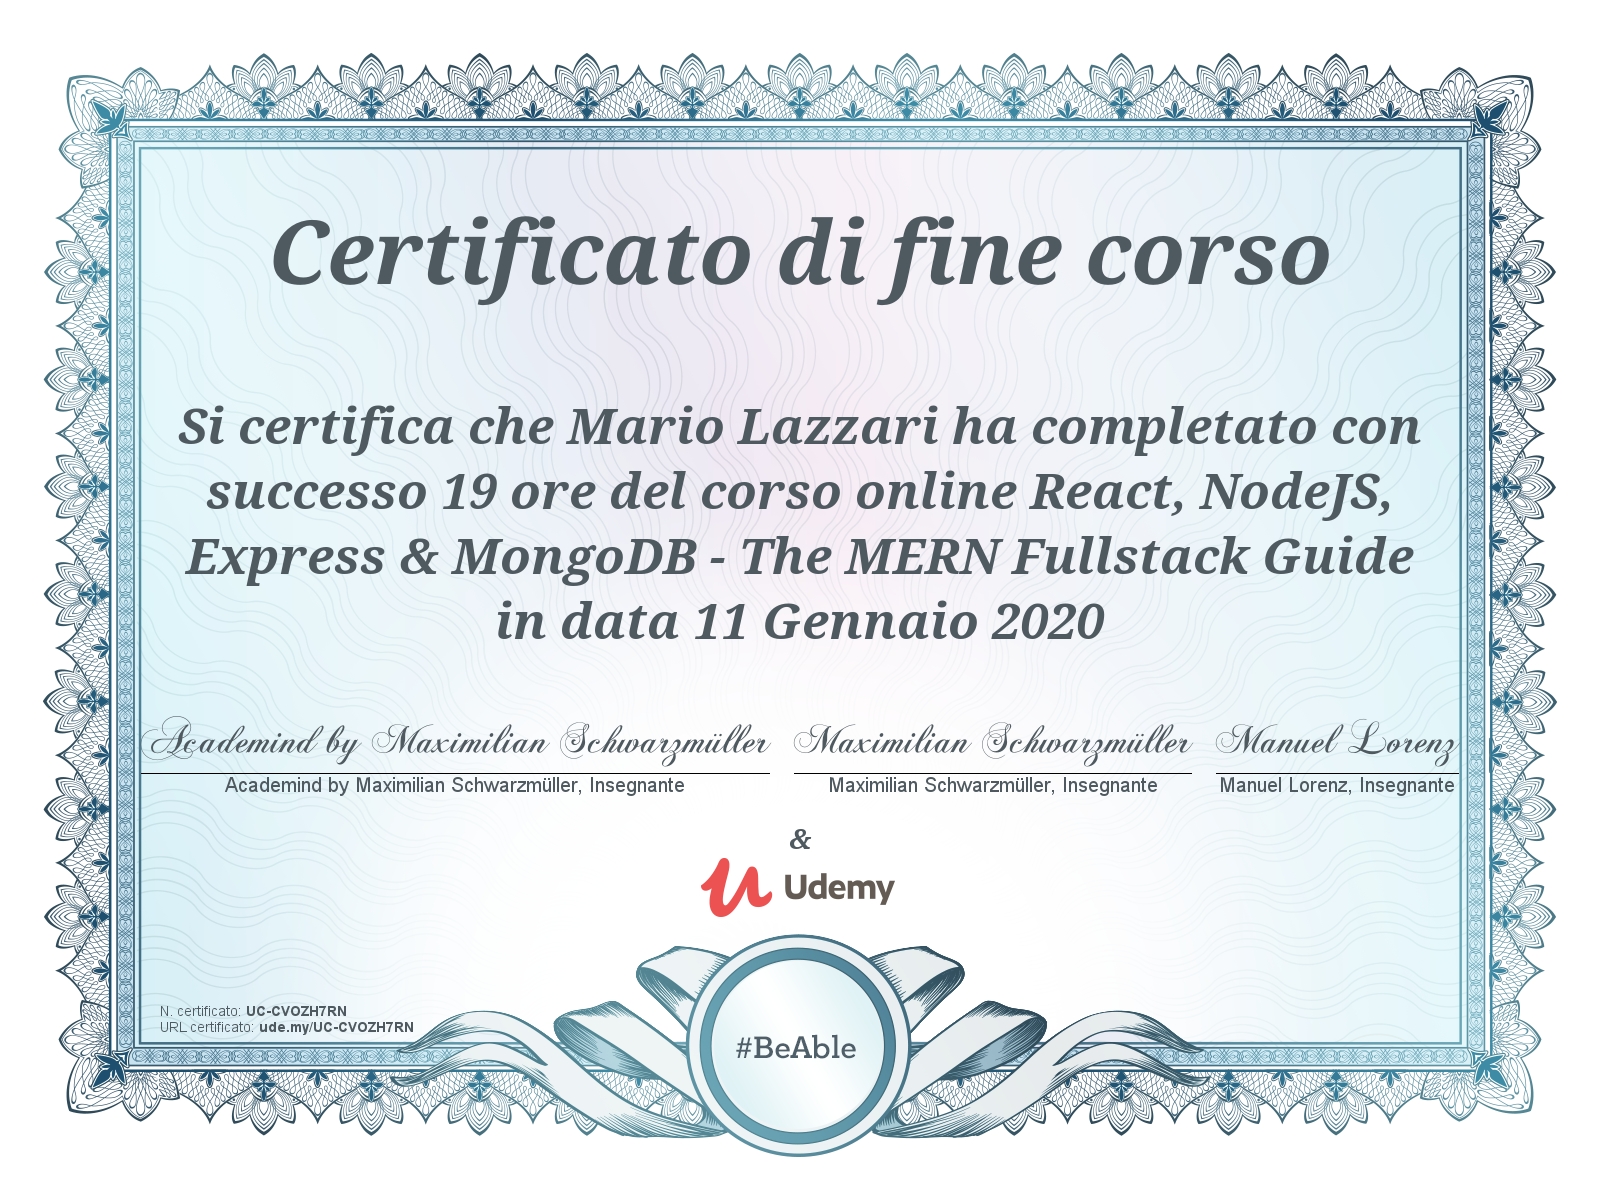 Certificato di fine corso
Si certifica che Mario Lazzari ha completato con
successo 19 ore del corso online React, NodeJS,
Express & MongoDB - The MERN Fullstack Guide
in data 11 Gennaio 2020
Academind by Maximilian Schwarzmüller Maximilian Schwarzmüller Manuel Lorenz
Academind by Maximilian Schwarzmüller, Insegnante Maximilian Schwarzmüller, Insegnante Manuel Lorenz, Insegnante
&
Udemy
N. certificato: UC-CVOZH7RN
URL certificato: ude.my/UC-CVOZH7RN
#BeAble